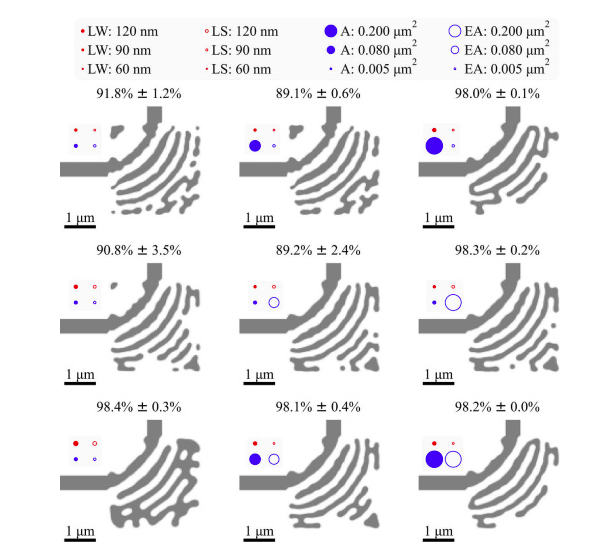 LW: 120 nm LS: 120 nm A: 0.200 μm² EA: 0.200 μm²
LW: 90 nm LS: 90 nm A: 0.080 μm² EA: 0.080 μm²
LW: 60 nm LS: 60 nm A: 0.005 μm² EA: 0.005 μm²
91.8% ± 1.2% 89.1% ± 0.6% 98.0% ± 0.1%
1 μm 1 μm 1 μm
90.8% ± 3.5% 89.2% ± 2.4% 98.3% ± 0.2%
1 μm 1 μm 1 μm
98.4% ± 0.3% 98.1% ± 0.4% 98.2% ± 0.0%
1 μm 1 μm 1 μm